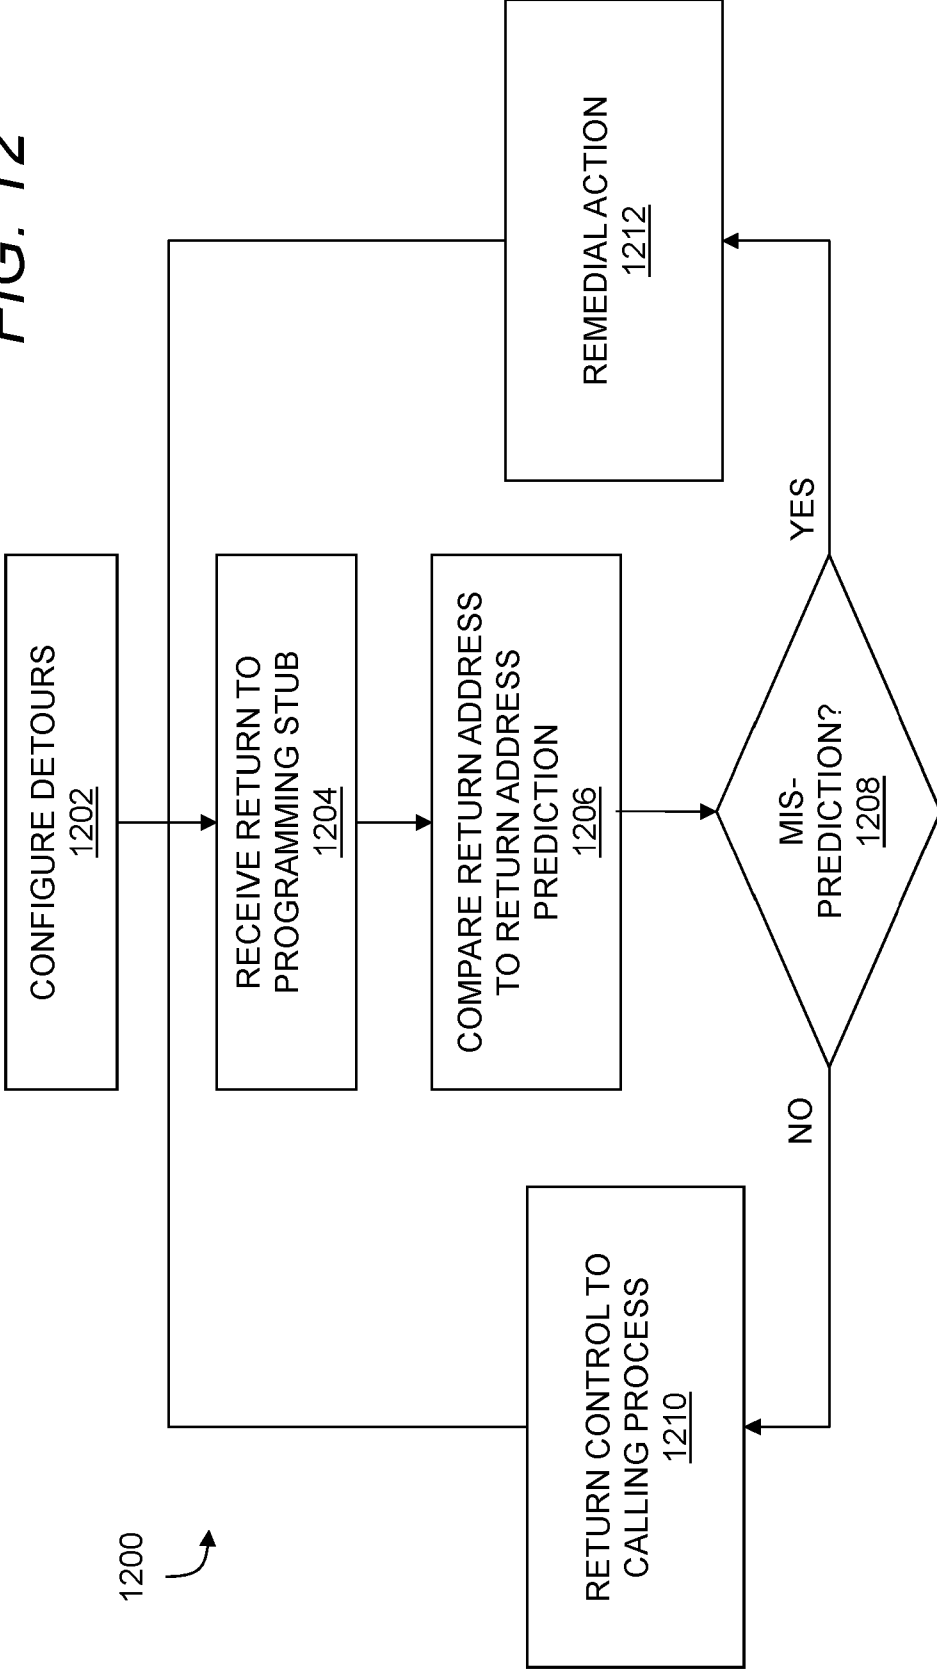 FIG. 12
1200
CONFIGURE DETOURS
1202
RECEIVE RETURN TO
PROGRAMMING STUB
1204
COMPARE RETURN ADDRESS
TO RETURN ADDRESS
PREDICTION
1206
MIS-
PREDICTION?
1208
NO
YES
RETURN CONTROL TO
CALLING PROCESS
1210
REMEDIAL ACTION
1212